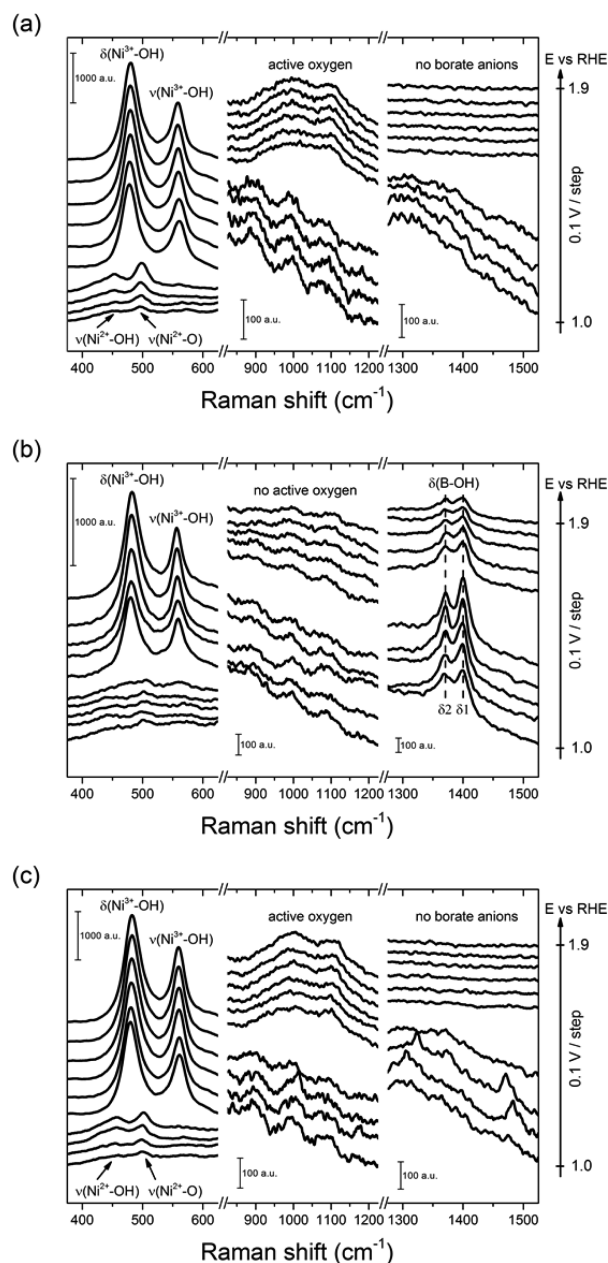 (a)
δ(Ni³⁺-OH)
1000 a.u.
ν(Ni³⁺-OH)
active oxygen
no borate anions
E vs RHE
1.9
0.1 V / step
1.0
100 a.u.
100 a.u.
ν(Ni²⁺-OH) ν(Ni²⁺-O)
400 500 600 900 1000 1100 1200 1300 1400 1500
Raman shift (cm⁻¹)
(b)
δ(Ni³⁺-OH)
1000 a.u.
ν(Ni³⁺-OH)
no active oxygen
δ(B-OH)
E vs RHE
1.9
0.1 V / step
1.0
δ2 δ1
100 a.u.
100 a.u.
400 500 600 900 1000 1100 1200 1300 1400 1500
Raman shift (cm⁻¹)
(c)
δ(Ni³⁺-OH)
1000 a.u.
ν(Ni³⁺-OH)
active oxygen
no borate anions
E vs RHE
1.9
0.1 V / step
1.0
100 a.u.
100 a.u.
ν(Ni²⁺-OH) ν(Ni²⁺-O)
400 500 600 900 1000 1100 1200 1300 1400 1500
Raman shift (cm⁻¹)